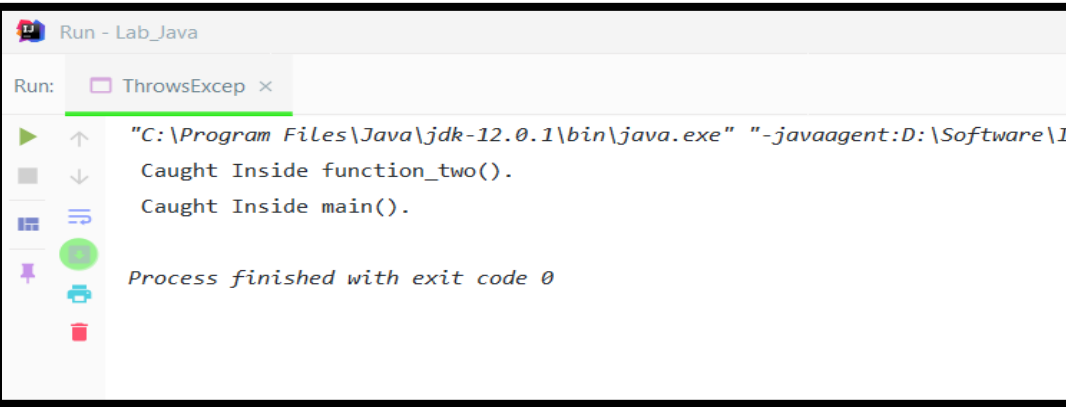 Run - Lab_Java
Run: ThrowsExcep ×
"C:\Program Files\Java\jdk-12.0.1\bin\java.exe" "-javaagent:D:\Software\
Caught Inside function_two().
Caught Inside main().
Process finished with exit code 0